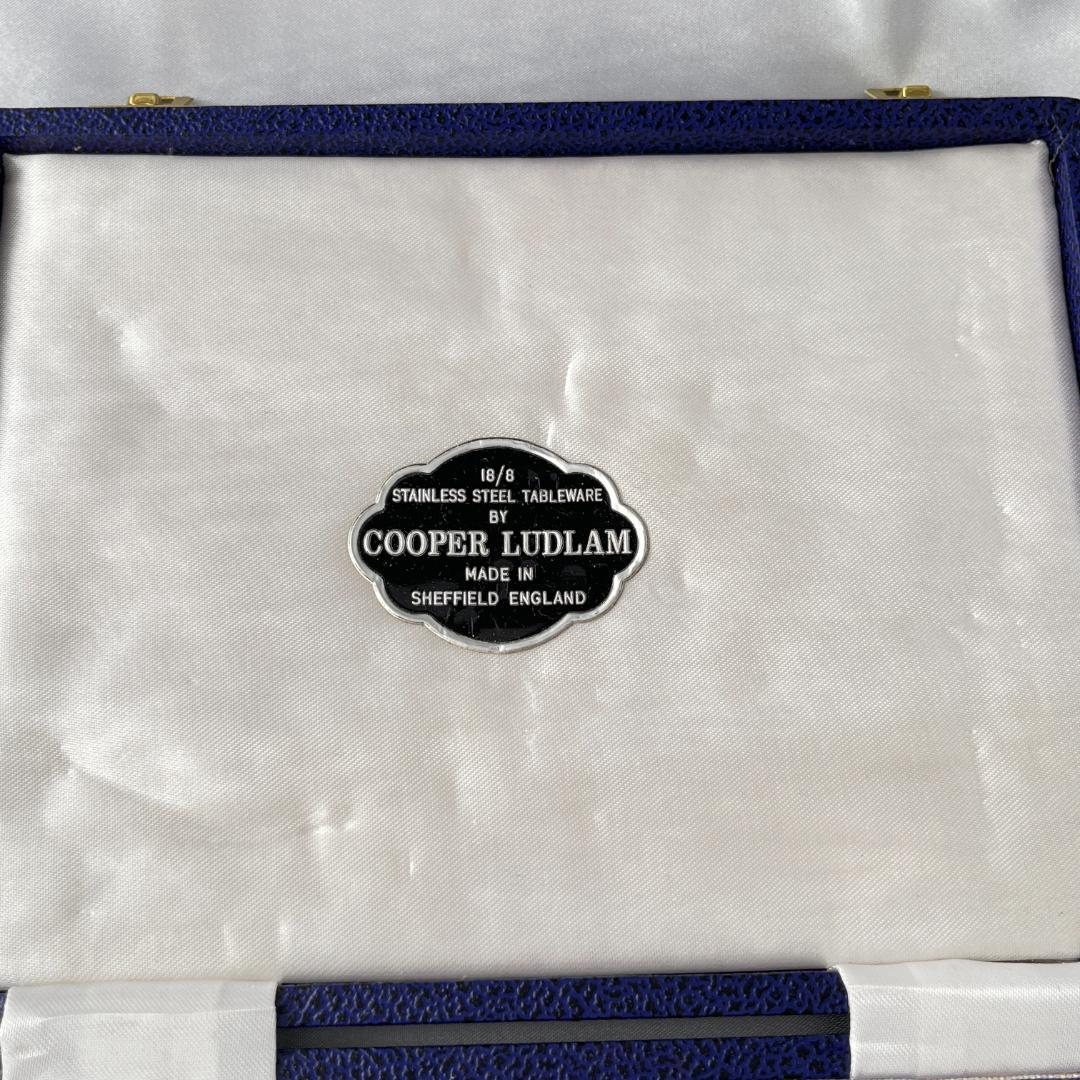 18/8
STAINLESS STEEL TABLEWARE
BY
COOPER LUDLAM
MADE IN
SHEFFIELD ENGLAND